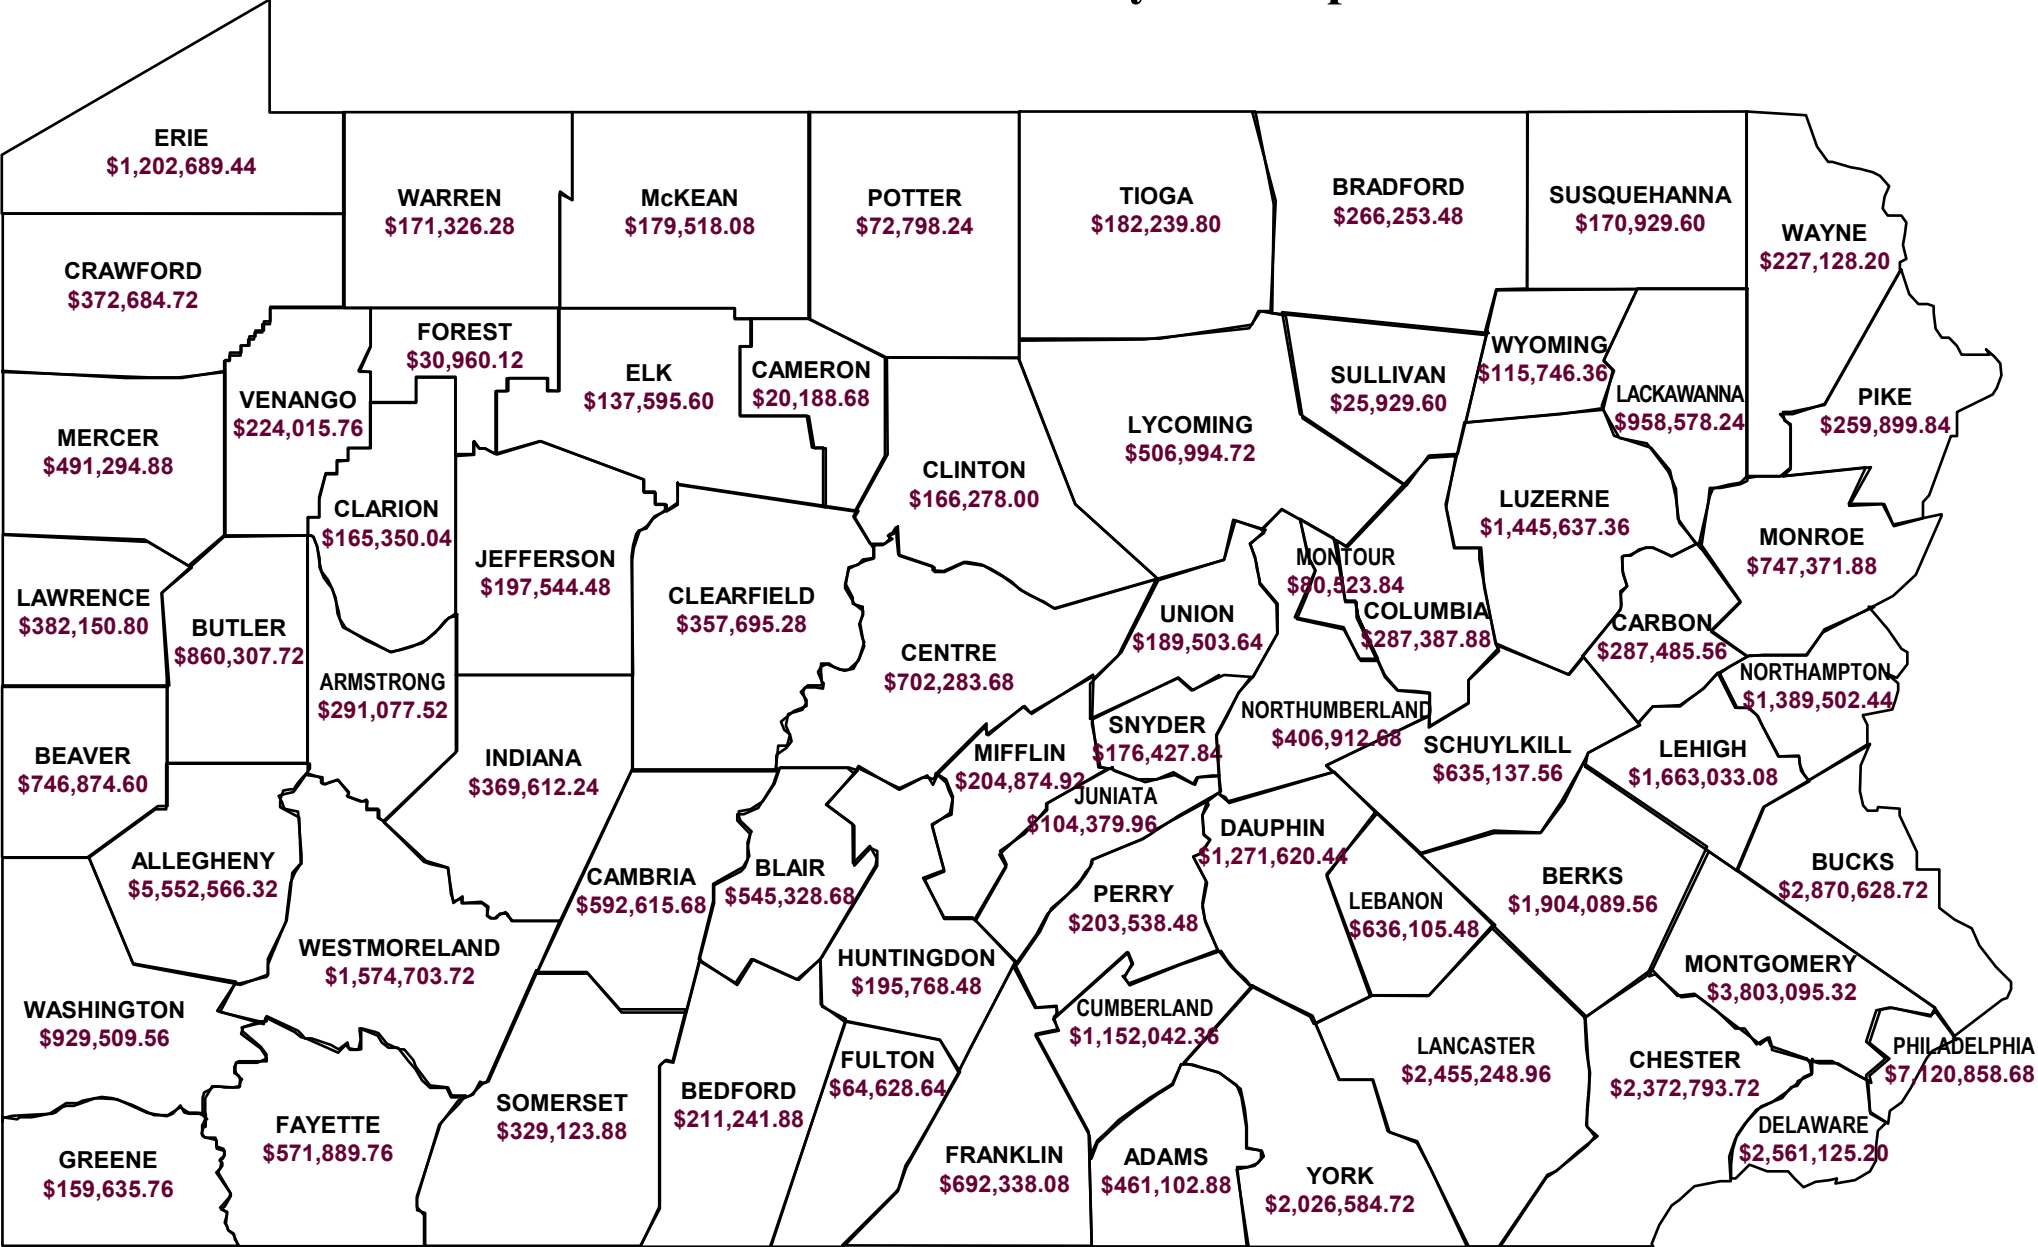 ERIE
$1,202,689.44
WARREN
$171,326.28
McKEAN
$179,518.08
POTTER
$72,798.24
TIOGA
$182,239.80
BRADFORD
$266,253.48
SUSQUEHANNA
$170,929.60
WAYNE
$227,128.20
CRAWFORD
$372,684.72
FOREST
$30,960.12
ELK
$137,595.60
CAMERON
$20,188.68
SULLIVAN
$25,929.60
WYOMING
$115,746.36
LACKAWANNA
$958,578.24
PIKE
$259,899.84
VENANGO
$224,015.76
MERCER
$491,294.88
LYCOMING
$506,994.72
CLINTON
$166,278.00
CLARION
$165,350.04
LUZERNE
$1,445,637.36
MONROE
$747,371.88
JEFFERSON
$197,544.48
MONTOUR
$80,523.84
LAWRENCE
$382,150.80
CLEARFIELD
$357,695.28
UNION
$189,503.64
COLUMBIA
$287,387.88
CARBON
$287,485.56
BUTLER
$860,307.72
CENTRE
$702,283.68
ARMSTRONG
$291,077.52
NORTHAMPTON
$1,389,502.44
NORTHUMBERLAND
$406,912.68
SNYDER
$176,427.84
BEAVER
$746,874.60
INDIANA
$369,612.24
MIFFLIN
$204,874.92
SCHUYLKILL
$635,137.56
LEHIGH
$1,663,033.08
JUNIATA
$104,379.96
DAUPHIN
$1,271,620.44
ALLEGHENY
$5,552,566.32
CAMBRIA
$592,615.68
BLAIR
$545,328.68
PERRY
$203,538.48
LEBANON
$636,105.48
BERKS
$1,904,089.56
BUCKS
$2,870,628.72
WESTMORELAND
$1,574,703.72
HUNTINGDON
$195,768.48
MONTGOMERY
$3,803,095.32
WASHINGTON
$929,509.56
CUMBERLAND
$1,152,042.36
LANCASTER
$2,455,248.96
CHESTER
$2,372,793.72
PHILADELPHIA
$7,120,858.68
FULTON
$64,628.64
BEDFORD
$211,241.88
SOMERSET
$329,123.88
FAYETTE
$571,889.76
DELAWARE
$2,561,125.20
GREENE
$159,635.76
FRANKLIN
$692,338.08
ADAMS
$461,102.88
YORK
$2,026,584.72